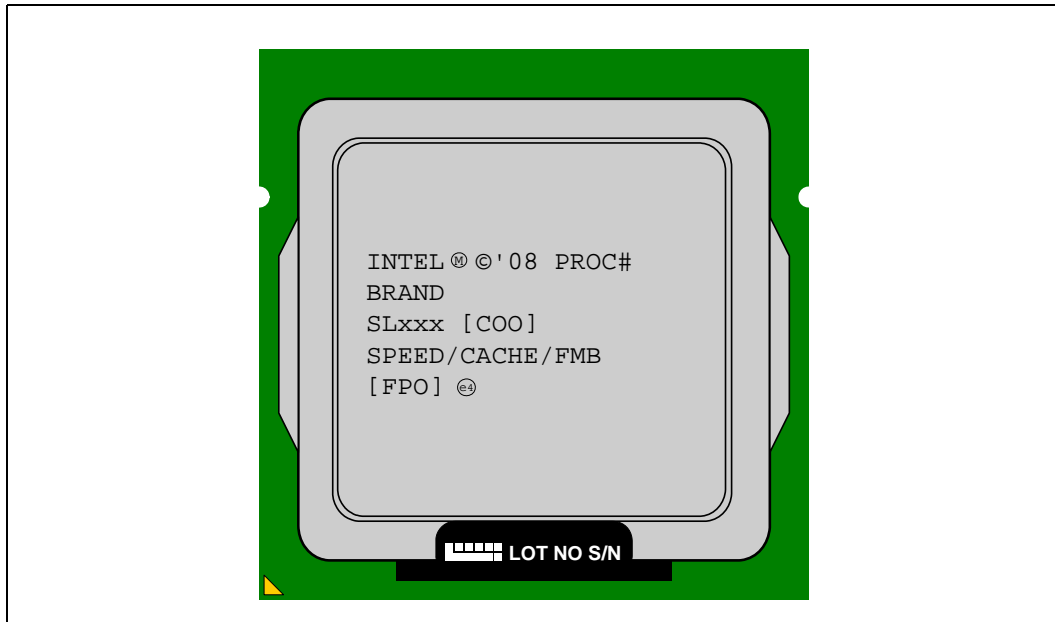 INTEL Ⓜ ©'08 PROC#
BRAND
SLxxx [COO]
SPEED/CACHE/FMB
[FPO] (e4)
LOT NO S/N